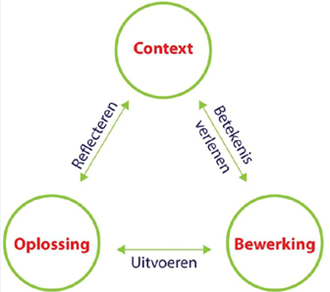 Context
Reflecteren
Betekenis
verlenen
Oplossing
Uitvoeren
Bewerking